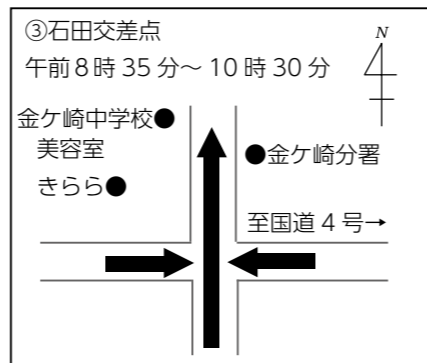 ③石田交差点
午前8時35分～10時30分
N
金ケ崎中学校●
美容室
きらら●
●金ケ崎分署
至国道4号→